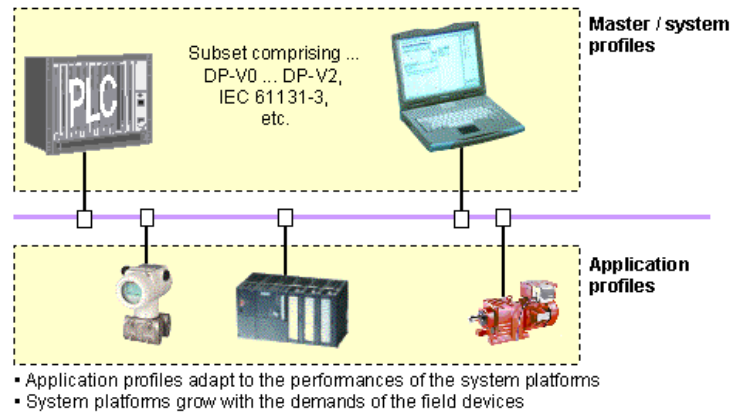 Master / system
profiles
Subset comprising ...
DP-V0 ... DP-V2,
IEC 61131-3,
etc.
PLC
Application
profiles
▪ Application profiles adapt to the performances of the system platforms
▪ System platforms grow with the demands of the field devices